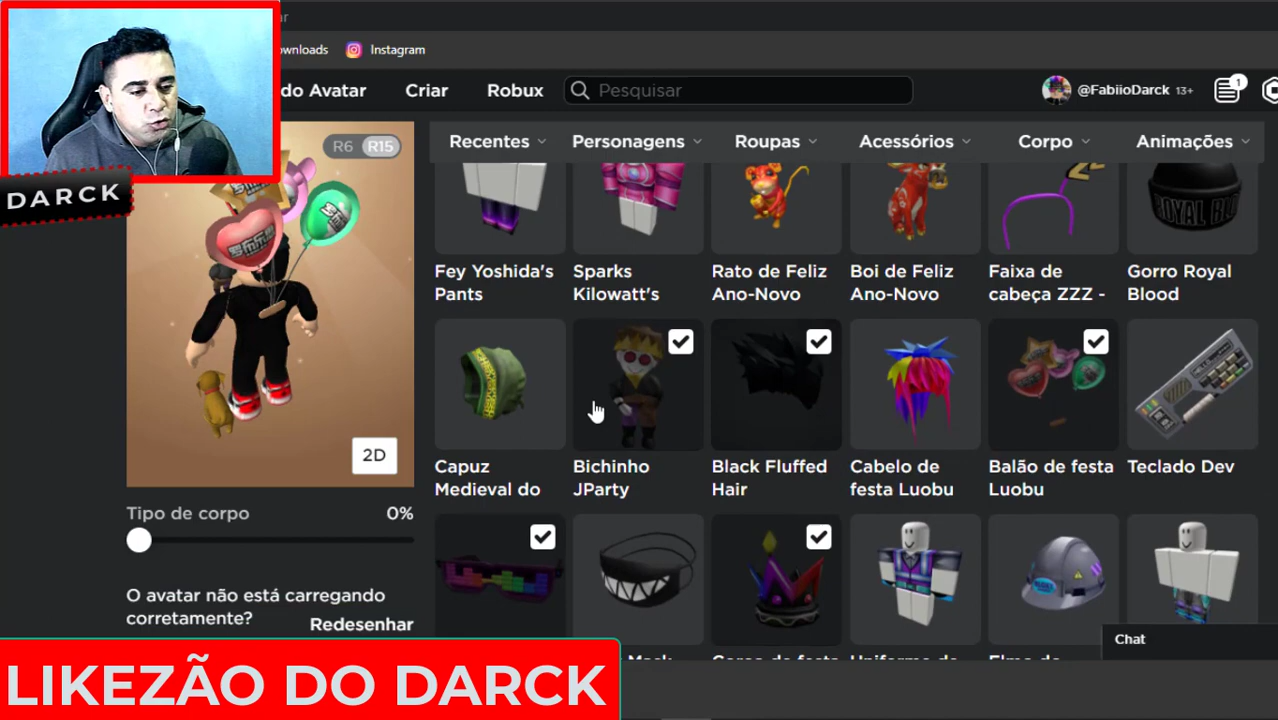 ownloads Instagram
do Avatar Criar Robux Pesquisar @FabiioDarck 13+ 1
R6 R15
Recentes Personagens Roupas Acessórios Corpo Animações
DARCK
ROYAL BLO
Fey Yoshida's Pants
Sparks Kilowatt's
Rato de Feliz Ano-Novo
Boi de Feliz Ano-Novo
Faixa de cabeça ZZZ -
Gorro Royal Blood
2D
Capuz Medieval do
Bichinho JParty
Black Fluffed Hair
Cabelo de festa Luobu
Balão de festa Luobu
Teclado Dev
Tipo de corpo 0%
O avatar não está carregando corretamente? Redesenhar
Chat
LIKEZÃO DO DARCK